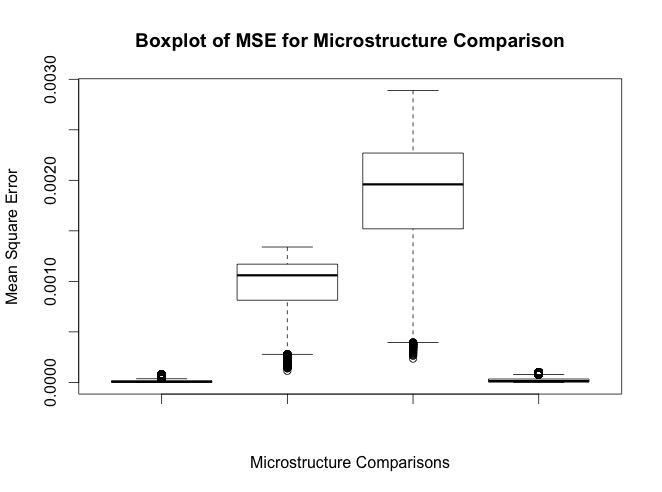 Boxplot of MSE for Microstructure Comparison
0.0030
0.0020
0.0010
0.0000
Mean Square Error
Microstructure Comparisons